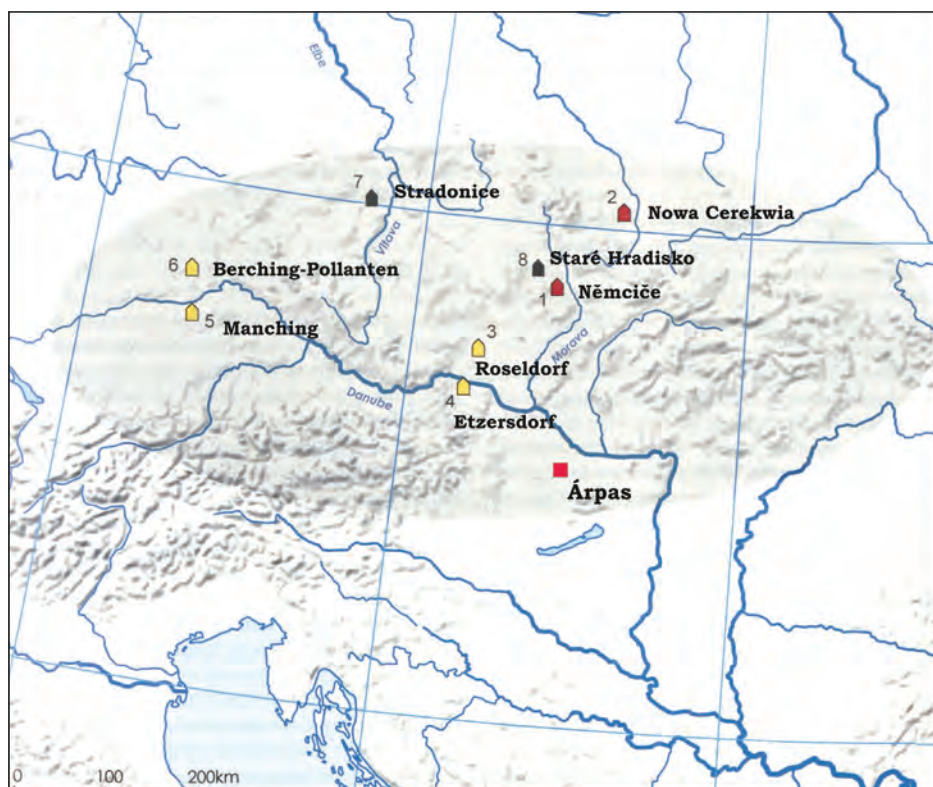 Elbe
7 Stradonice
2 Nowa Cerekwia
Vltava
8 Staré Hradisko
6 Berching-Pollanten
1 Němciče
5 Manching
3
Morava
Roseldorf
Danube
4
Etzersdorf
Árpas
0 100 200km